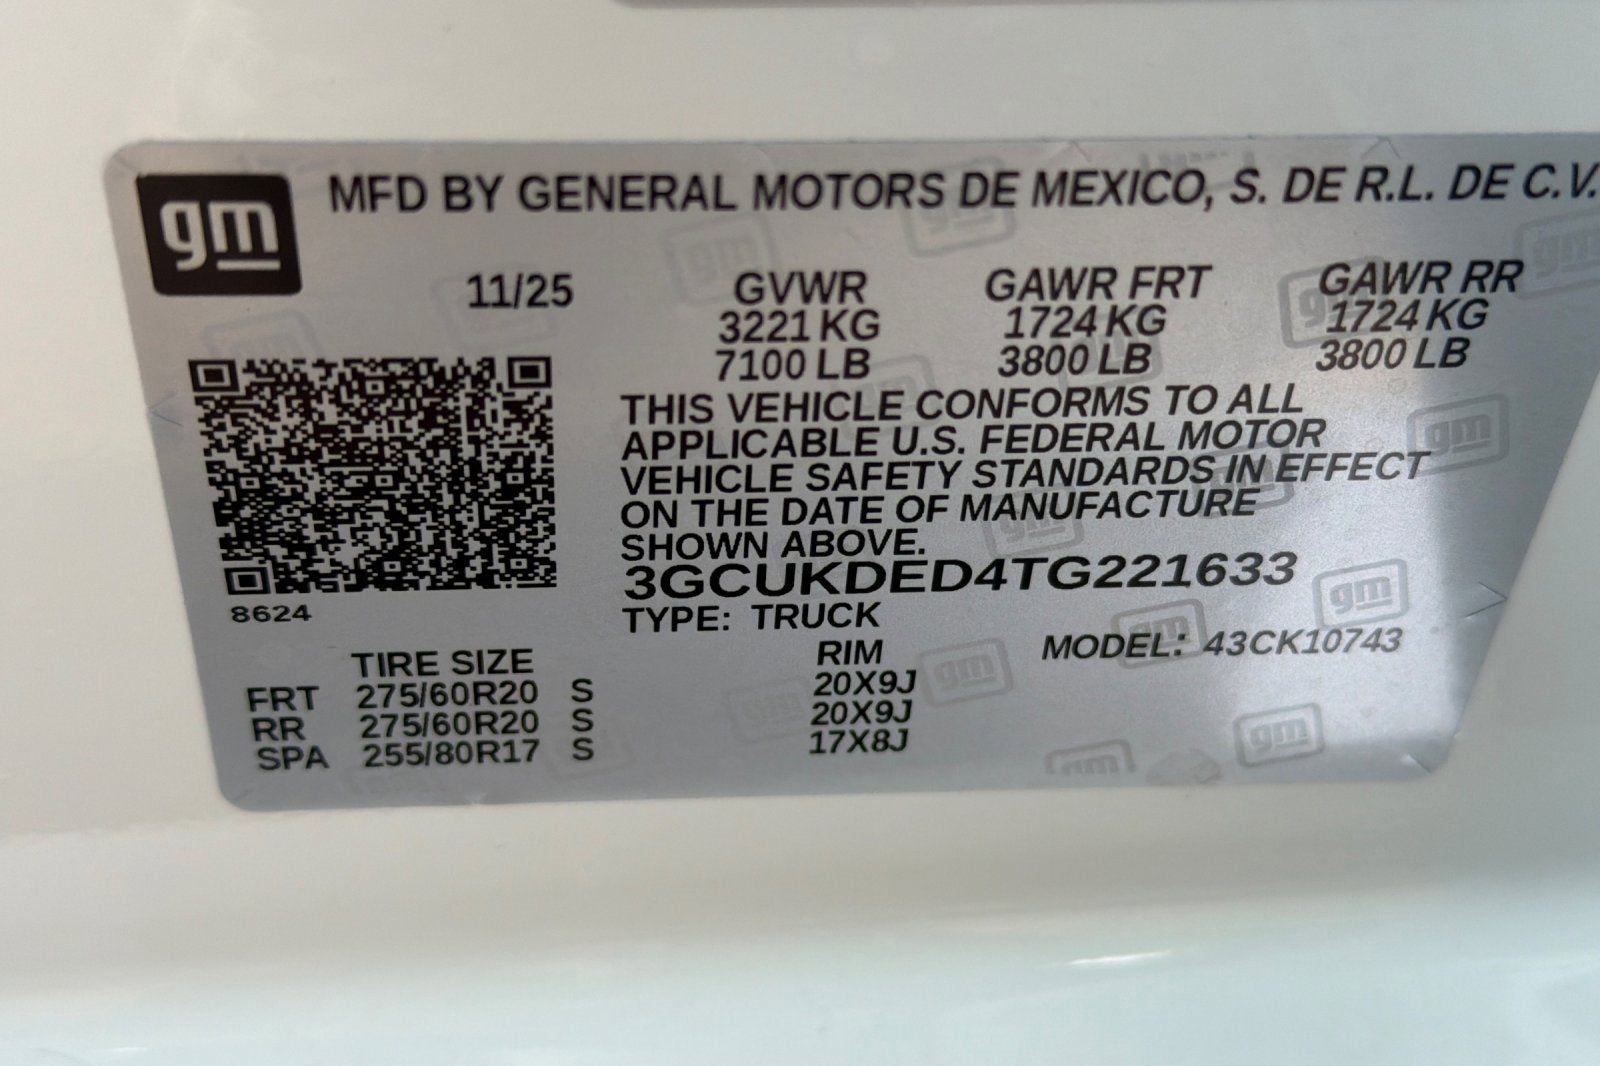 gm
MFD BY GENERAL MOTORS DE MEXICO, S. DE R.L. DE C.V.
11/25 GVWR GAWR FRT GAWR RR
3221 KG 1724 KG 1724 KG
7100 LB 3800 LB 3800 LB
THIS VEHICLE CONFORMS TO ALL
APPLICABLE U.S. FEDERAL MOTOR
VEHICLE SAFETY STANDARDS IN EFFECT
ON THE DATE OF MANUFACTURE
SHOWN ABOVE.
3GCUKDED4TG221633
8624
TYPE: TRUCK
MODEL: 43CK10743
TIRE SIZE RIM
FRT 275/60R20 S 20X9J
RR 275/60R20 S 20X9J
SPA 255/80R17 S 17X8J